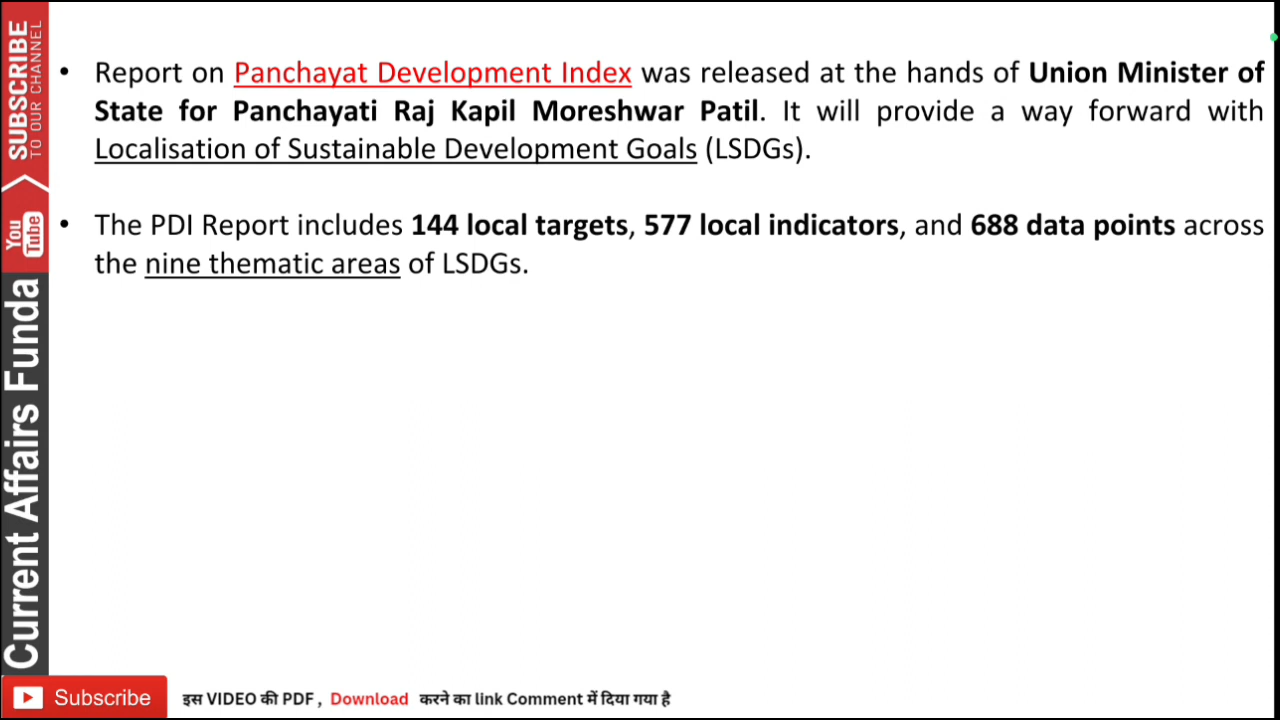 SUBSCRIBE
TO OUR CHANNEL
You
Tube
Current Affairs Funda
• Report on Panchayat Development Index was released at the hands of Union Minister of
State for Panchayati Raj Kapil Moreshwar Patil. It will provide a way forward with
Localisation of Sustainable Development Goals (LSDGs).
• The PDI Report includes 144 local targets, 577 local indicators, and 688 data points across
the nine thematic areas of LSDGs.
Subscribe
इस VIDEO की PDF , Download करने का link Comment में दिया गया है